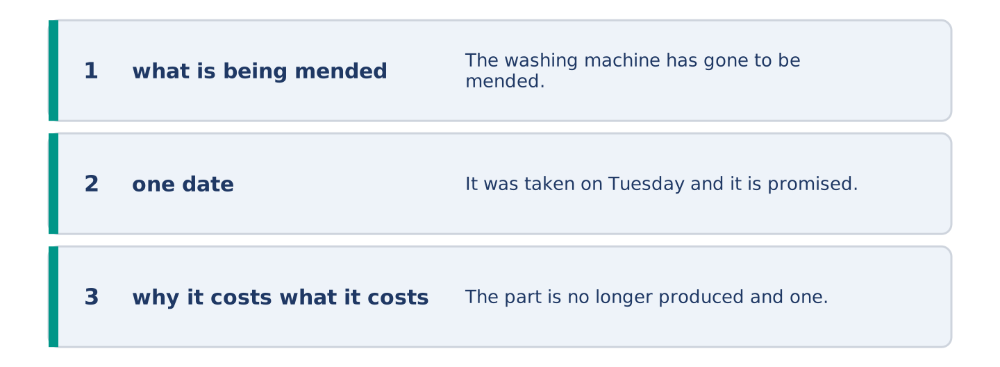 1 what is being mended The washing machine has gone to be
mended.
2 one date It was taken on Tuesday and it is promised.
3 why it costs what it costs The part is no longer produced and one.